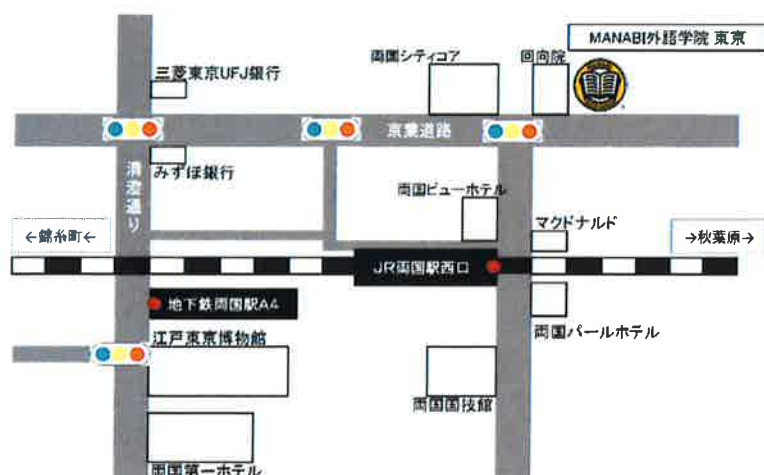 MANABI外語学院 東京
両国シティコア
回向院
三菱東京UFJ銀行
京葉道路
みずほ銀行
清澄通り
両国ビューホテル
マクドナルド
←錦糸町←
→秋葉原→
JR両国駅西口
地下鉄両国駅A4
両国パールホテル
江戸東京博物館
両国国技館
両国第一ホテル